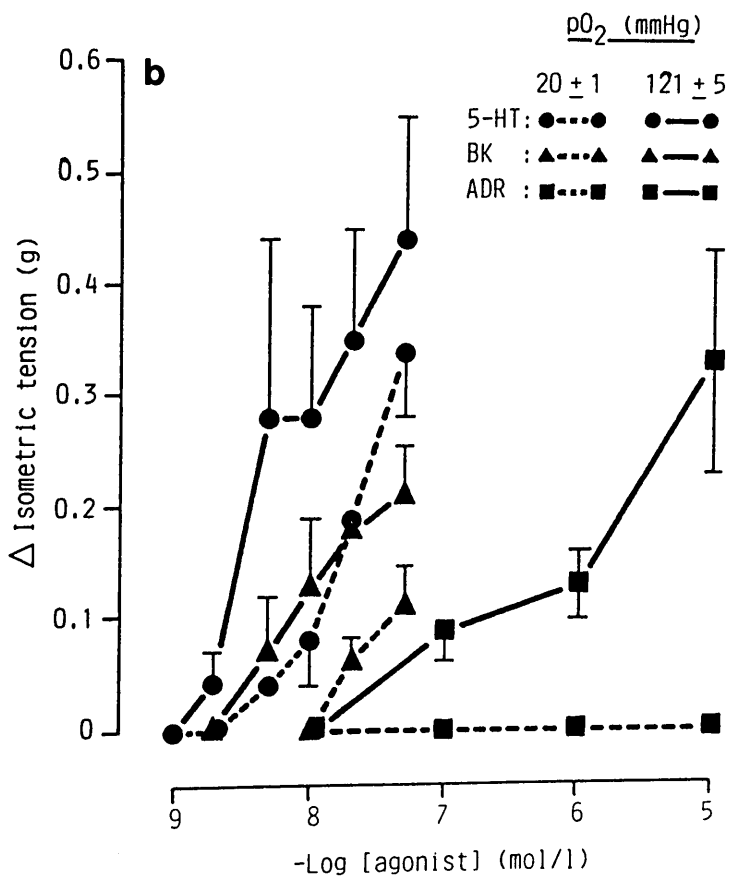 b
pO2 (mmHg)
20 ± 1 121 ± 5
5-HT:
BK :
ADR :
Δ Isometric tension (g)
0.6
0.5
0.4
0.3
0.2
0.1
0
9 8 7 6 5
-Log [agonist] (mol/l)